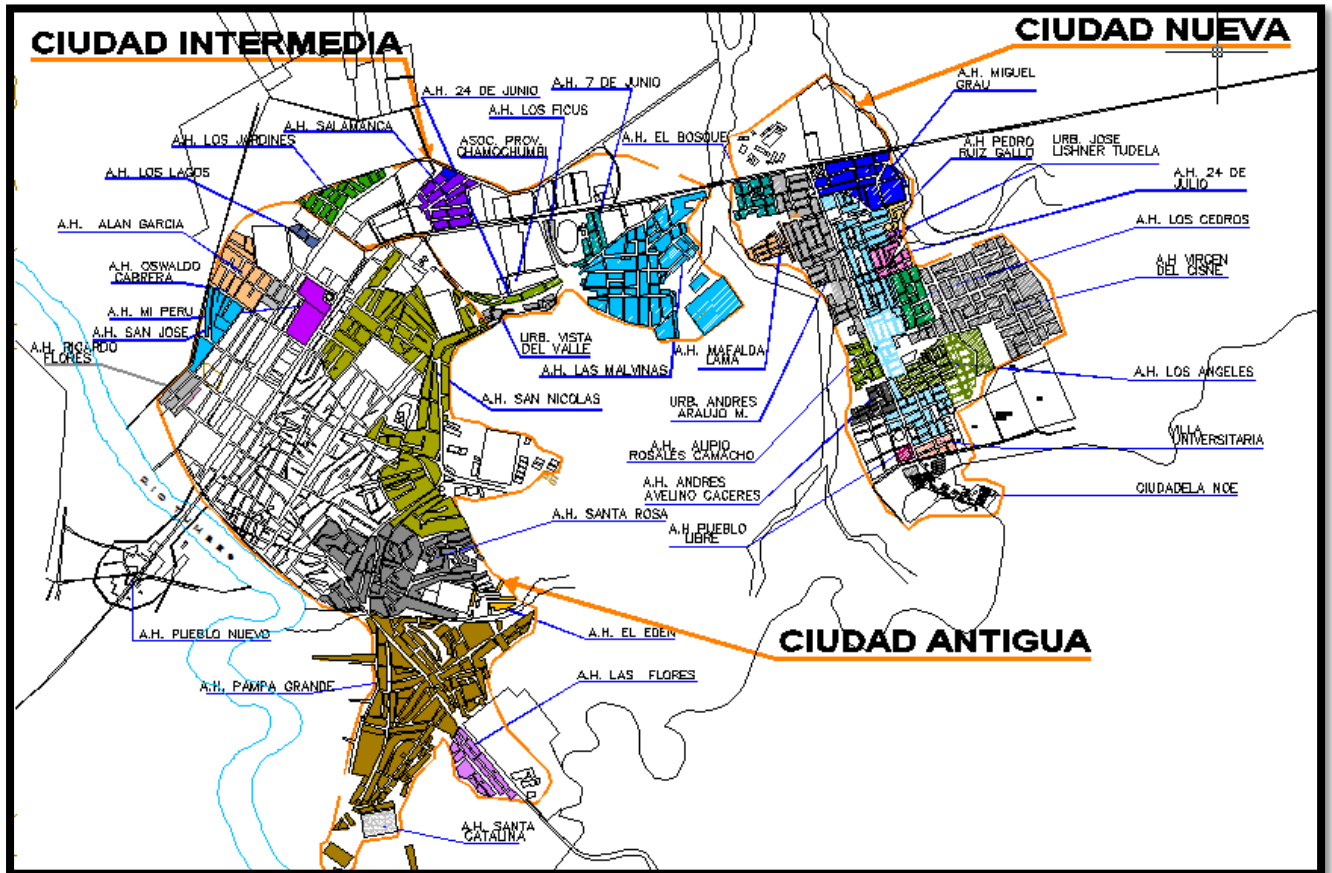 CIUDAD INTERMEDIA
CIUDAD NUEVA
A.H. 24 DE JUNIO
A.H. 7 DE JUNIO
A.H. LOS FICUS
A.H. SALAMANCA
ASOC. PROV.
CHAMOCHUMBI
A.H. LOS JARDINES
A.H. LOS LAGOS
A.H. ALAN GARCIA
A.H. OSWALDO
CABRERA
A.H. MI PERU
A.H. SAN JOSE
A.H. RICARDO
FLORES
A.H. EL BOSQUE
A.H. MIGUEL
GRAU
A.H PEDRO
RUIZ GALLO
URB. JOSE
LISHNER TUDELA
A.H. 24 DE
JULIO
A.H. LOS CEDROS
A.H VIRGEN
DEL CISNE
URB. VISTA
DEL VALLE
A.H. LAS MALVINAS
A.H. MAFALDA
LAMA
A.H. SAN NICOLAS
URB. ANDRES
ARAUJO M.
A.H. LOS ANGELES
A.H. ALIPIO
ROSALES CAMACHO
VILLA
UNIVERSITARIA
A.H. ANDRES
AVELINO CACERES
CIUDADELA NOE
A.H. SANTA ROSA
A.H PUEBLO
LIBRE
RIO TUMBES
A.H. PUEBLO NUEVO
A.H. EL EDEN
CIUDAD ANTIGUA
A.H. PAMPA GRANDE
A.H. LAS FLORES
A.H. SANTA
CATALINA